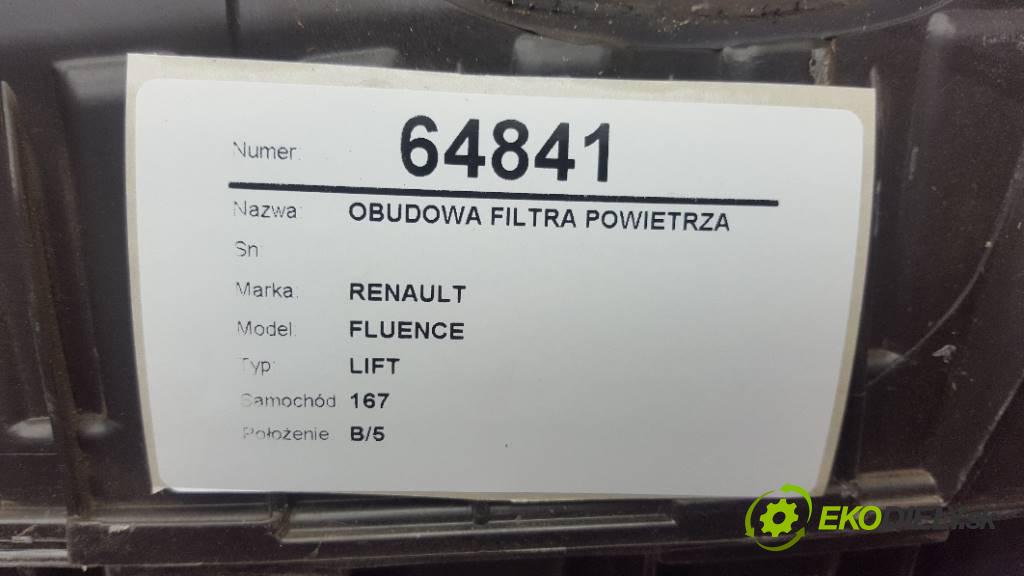 Numer: 64841
Nazwa: OBUDOWA FILTRA POWIETRZA
Sn
Marka: RENAULT
Model: FLUENCE
Typ: LIFT
Samochód 167
Położenie B/5